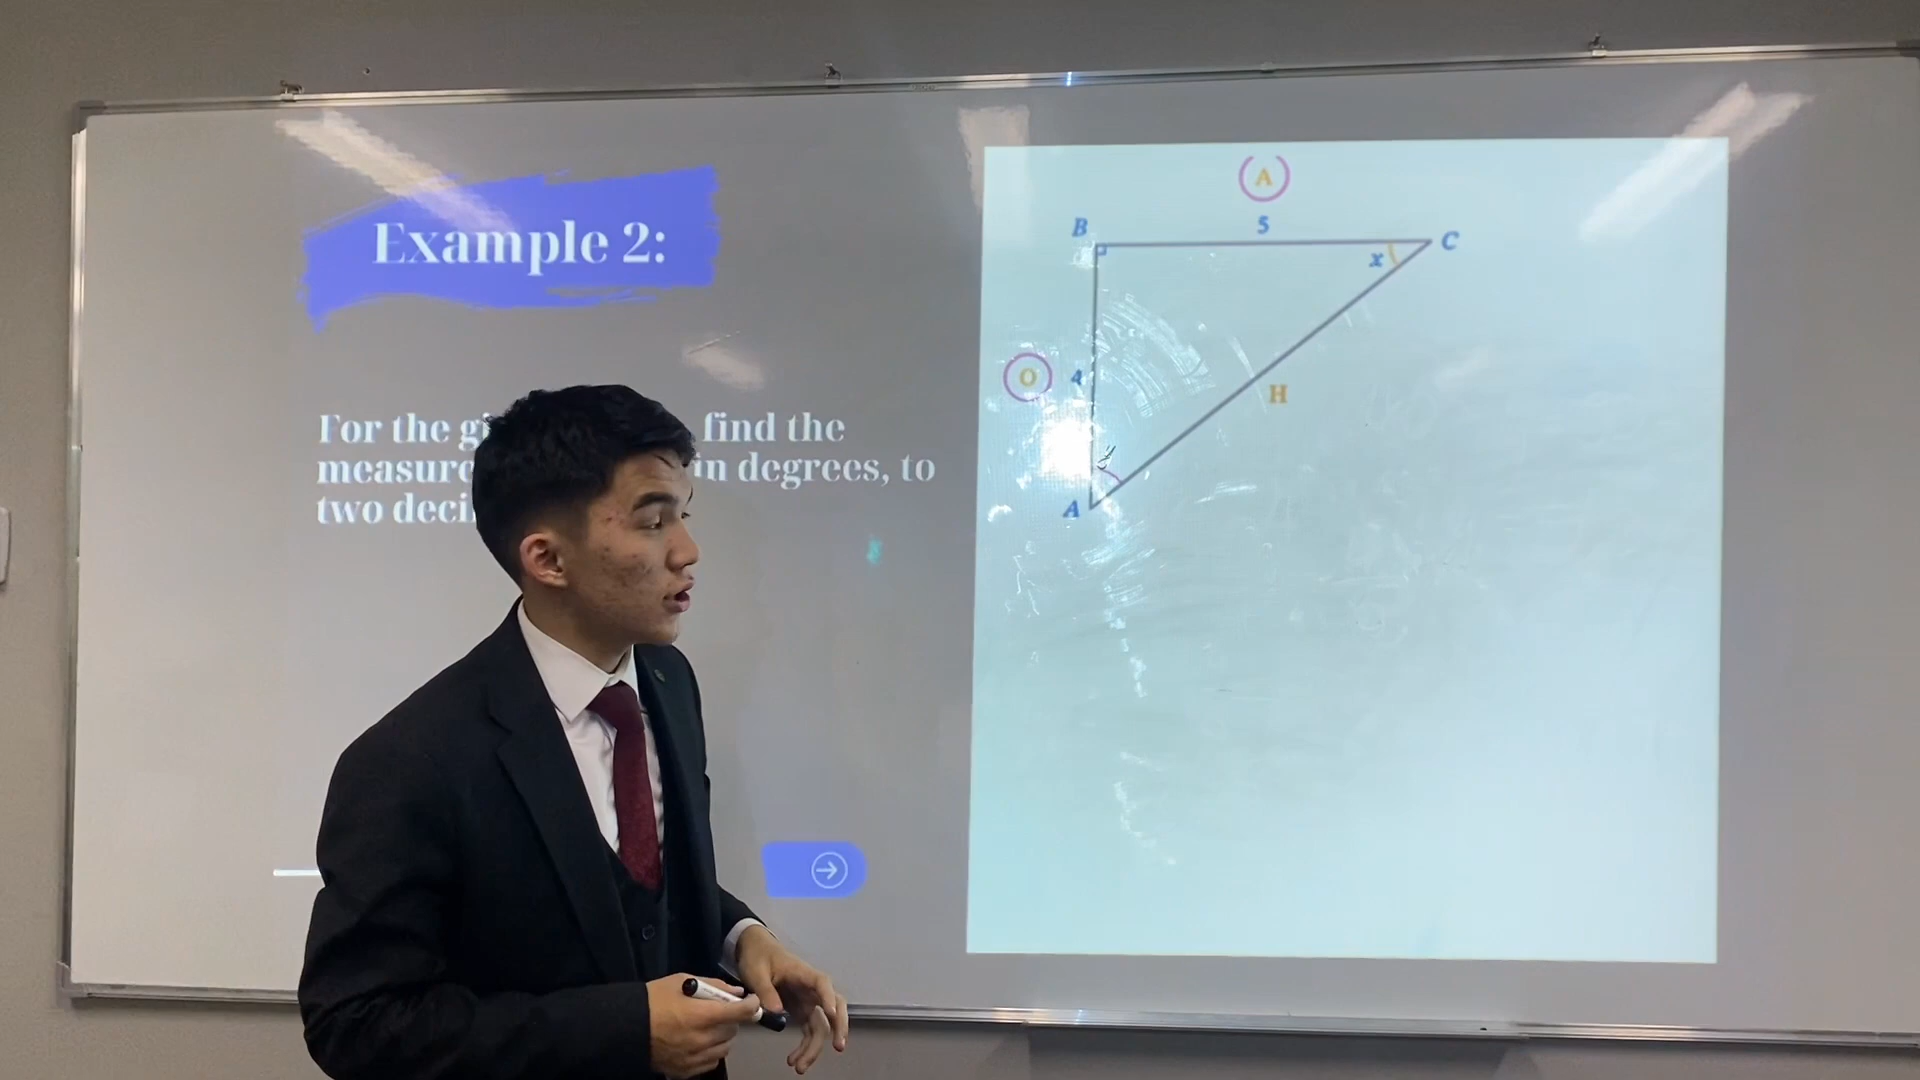 Example 2:
For the gi find the
measure in degrees, to
two deci
A
B
5
C
x
O
4
H
A